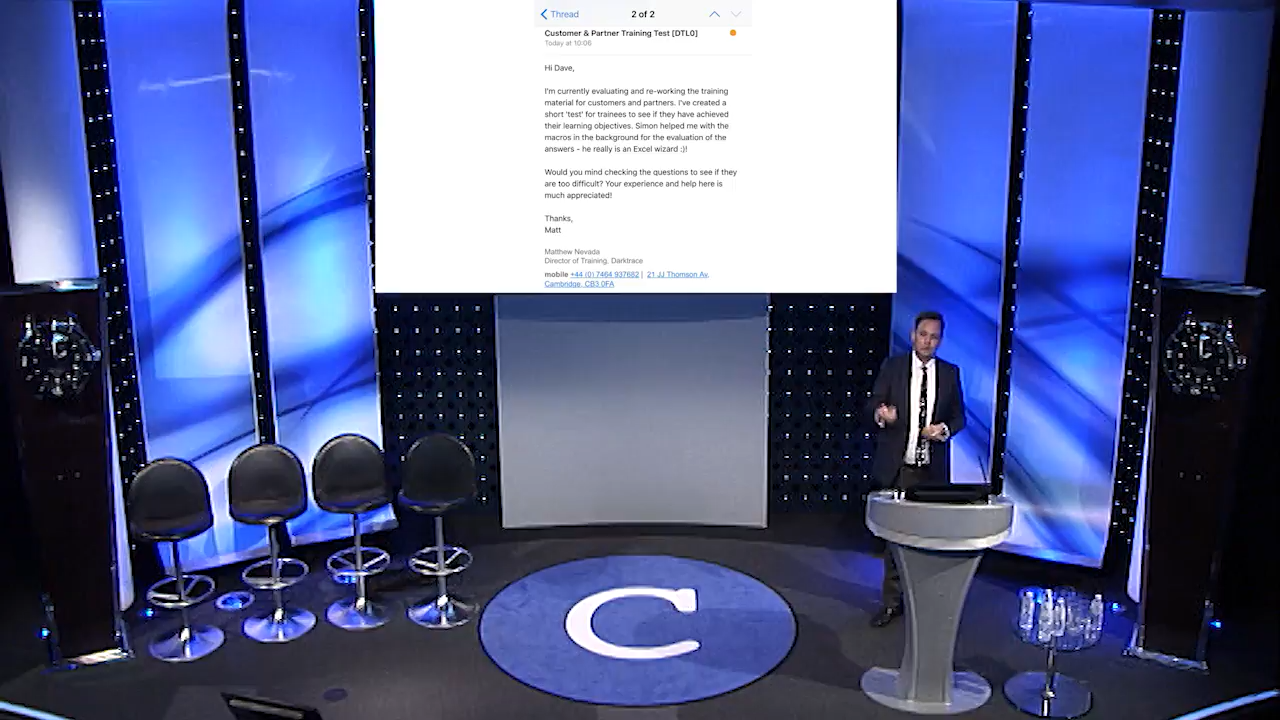 Thread
2 of 2
Customer & Partner Training Test [DTL0]
Today at 10:06
Hi Dave,
I'm currently evaluating and re-working the training
material for customers and partners. I've created a
short 'test' for trainees to see if they have achieved
their learning objectives. Simon helped me with the
macros in the background for the evaluation of the
answers - he really is an Excel wizard :)!
Would you mind checking the questions to see if they
are too difficult? Your experience and help here is
much appreciated!
Thanks,
Matt
Matthew Nevada
Director of Training, Darktrace
mobile +44 (0) 7464 937682 | 21 JJ Thomson Av,
Cambridge, CB3 0FA
C